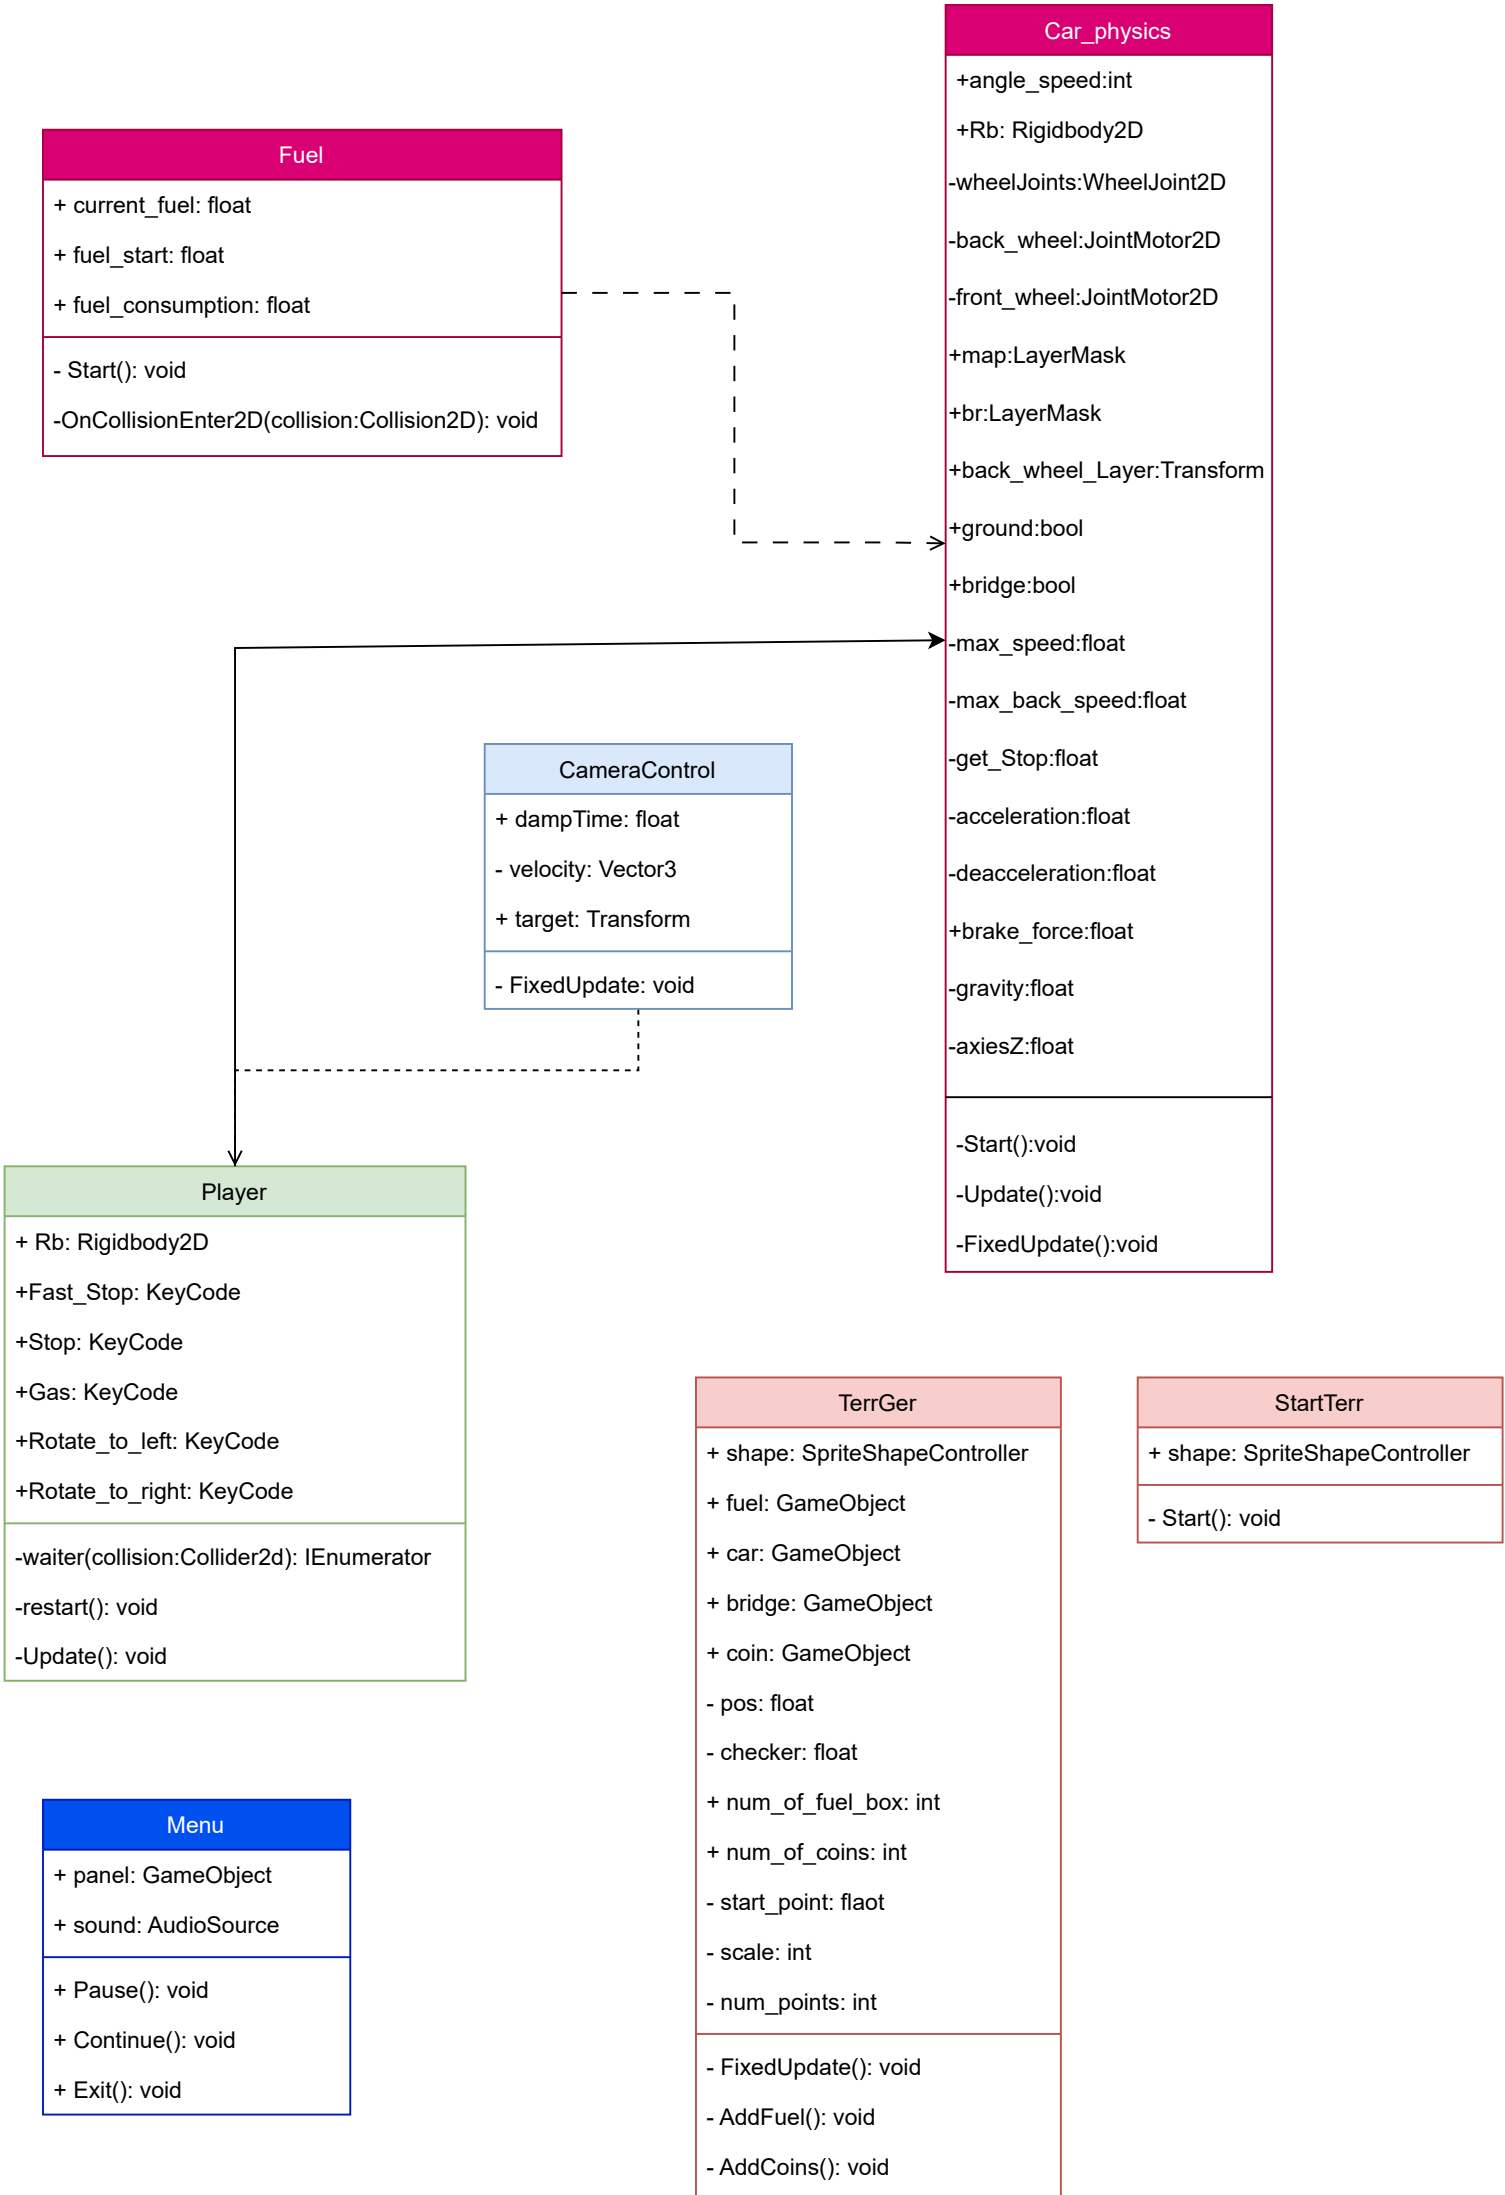 Car_physics
+angle_speed:int
+Rb: Rigidbody2D
-wheelJoints:WheelJoint2D
-back_wheel:JointMotor2D
-front_wheel:JointMotor2D
+map:LayerMask
+br:LayerMask
+back_wheel_Layer:Transform
+ground:bool
+bridge:bool
-max_speed:float
-max_back_speed:float
-get_Stop:float
-acceleration:float
-deacceleration:float
+brake_force:float
-gravity:float
-axiesZ:float
-Start():void
-Update():void
-FixedUpdate():void
Fuel
+ current_fuel: float
+ fuel_start: float
+ fuel_consumption: float
- Start(): void
-OnCollisionEnter2D(collision:Collision2D): void
CameraControl
+ dampTime: float
- velocity: Vector3
+ target: Transform
- FixedUpdate: void
Player
+ Rb: Rigidbody2D
+Fast_Stop: KeyCode
+Stop: KeyCode
+Gas: KeyCode
+Rotate_to_left: KeyCode
+Rotate_to_right: KeyCode
-waiter(collision:Collider2d): IEnumerator
-restart(): void
-Update(): void
TerrGer
+ shape: SpriteShapeController
+ fuel: GameObject
+ car: GameObject
+ bridge: GameObject
+ coin: GameObject
- pos: float
- checker: float
+ num_of_fuel_box: int
+ num_of_coins: int
- start_point: flaot
- scale: int
- num_points: int
- FixedUpdate(): void
- AddFuel(): void
- AddCoins(): void
StartTerr
+ shape: SpriteShapeController
- Start(): void
Menu
+ panel: GameObject
+ sound: AudioSource
+ Pause(): void
+ Continue(): void
+ Exit(): void